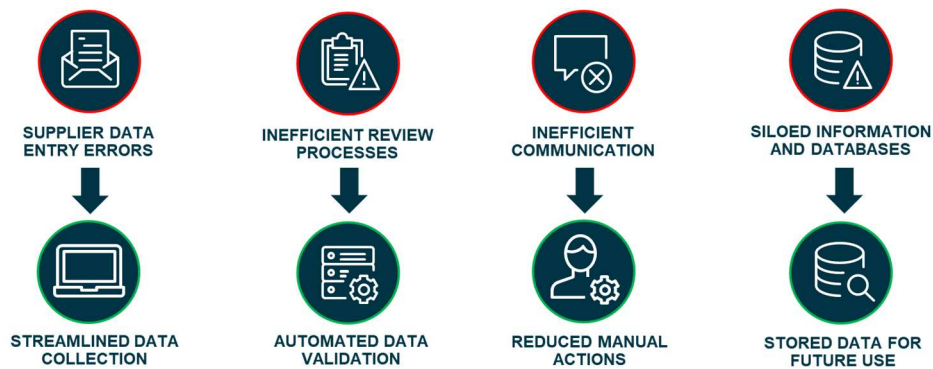 SUPPLIER DATA
ENTRY ERRORS
INEFFICIENT REVIEW
PROCESSES
INEFFICIENT
COMMUNICATION
SILOED INFORMATION
AND DATABASES
STREAMLINED DATA
COLLECTION
AUTOMATED DATA
VALIDATION
REDUCED MANUAL
ACTIONS
STORED DATA FOR
FUTURE USE